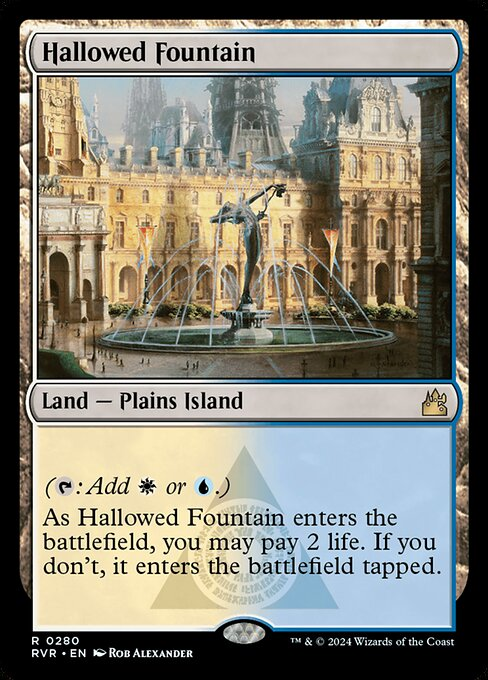 Hallowed Fountain
Land — Plains Island
(: Add or .)
As Hallowed Fountain enters the
battlefield, you may pay 2 life. If you
don't, it enters the battlefield tapped.
R 0280
RVR • EN Rob Alexander
™ & © 2024 Wizards of the Coast